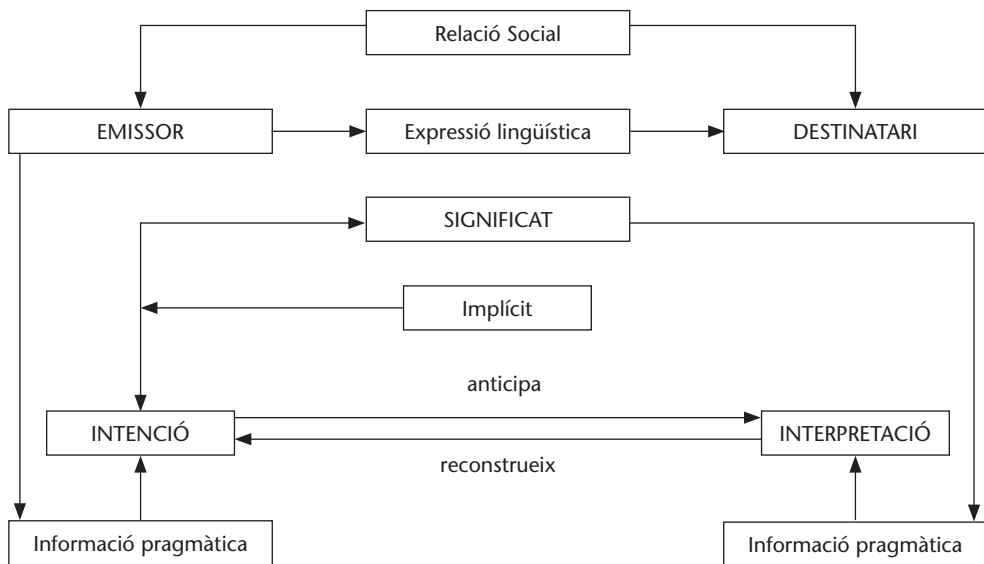 Relació Social
EMISSOR
Expressió lingüística
DESTINATARI
SIGNIFICAT
Implícit
anticipa
INTENCIÓ
INTERPRETACIÓ
reconstrueix
Informació pragmàtica
Informació pragmàtica